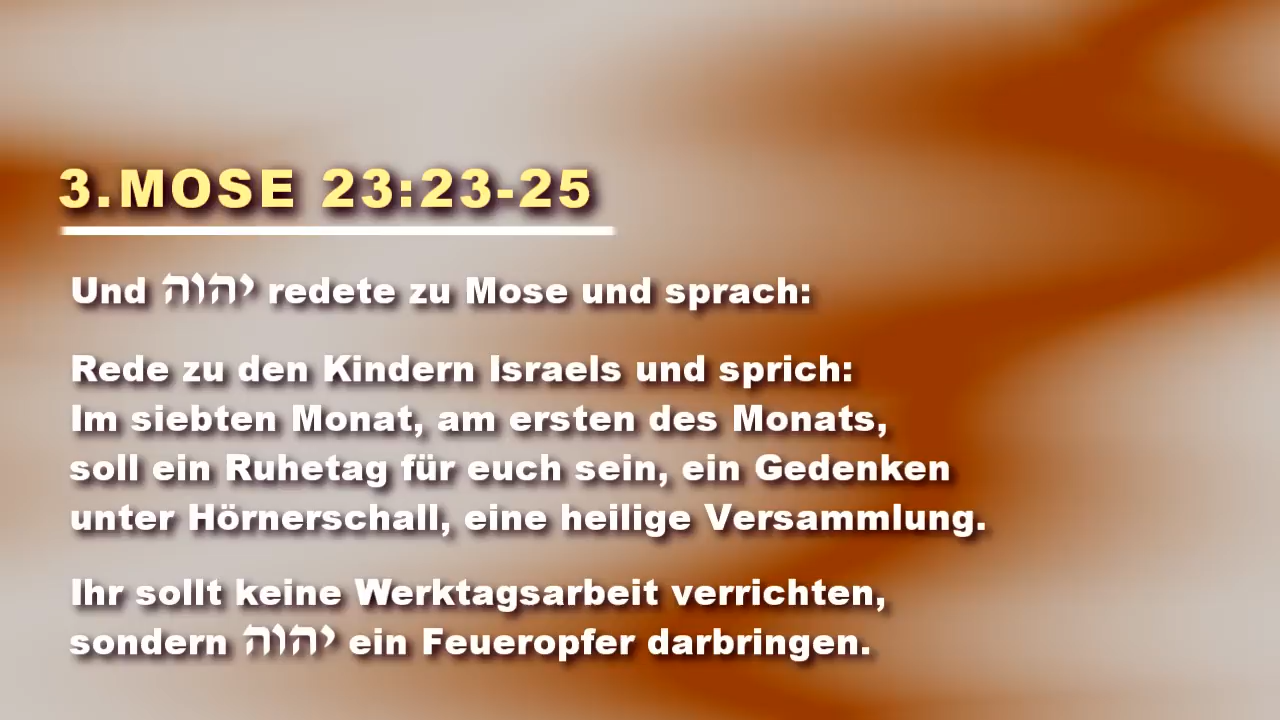 3.MOSE 23:23-25
Und יהוה redete zu Mose und sprach:
Rede zu den Kindern Israels und sprich:
Im siebten Monat, am ersten des Monats,
soll ein Ruhetag für euch sein, ein Gedenken
unter Hörnerschall, eine heilige Versammlung.
Ihr sollt keine Werktagsarbeit verrichten,
sondern יהוה ein Feueropfer darbringen.